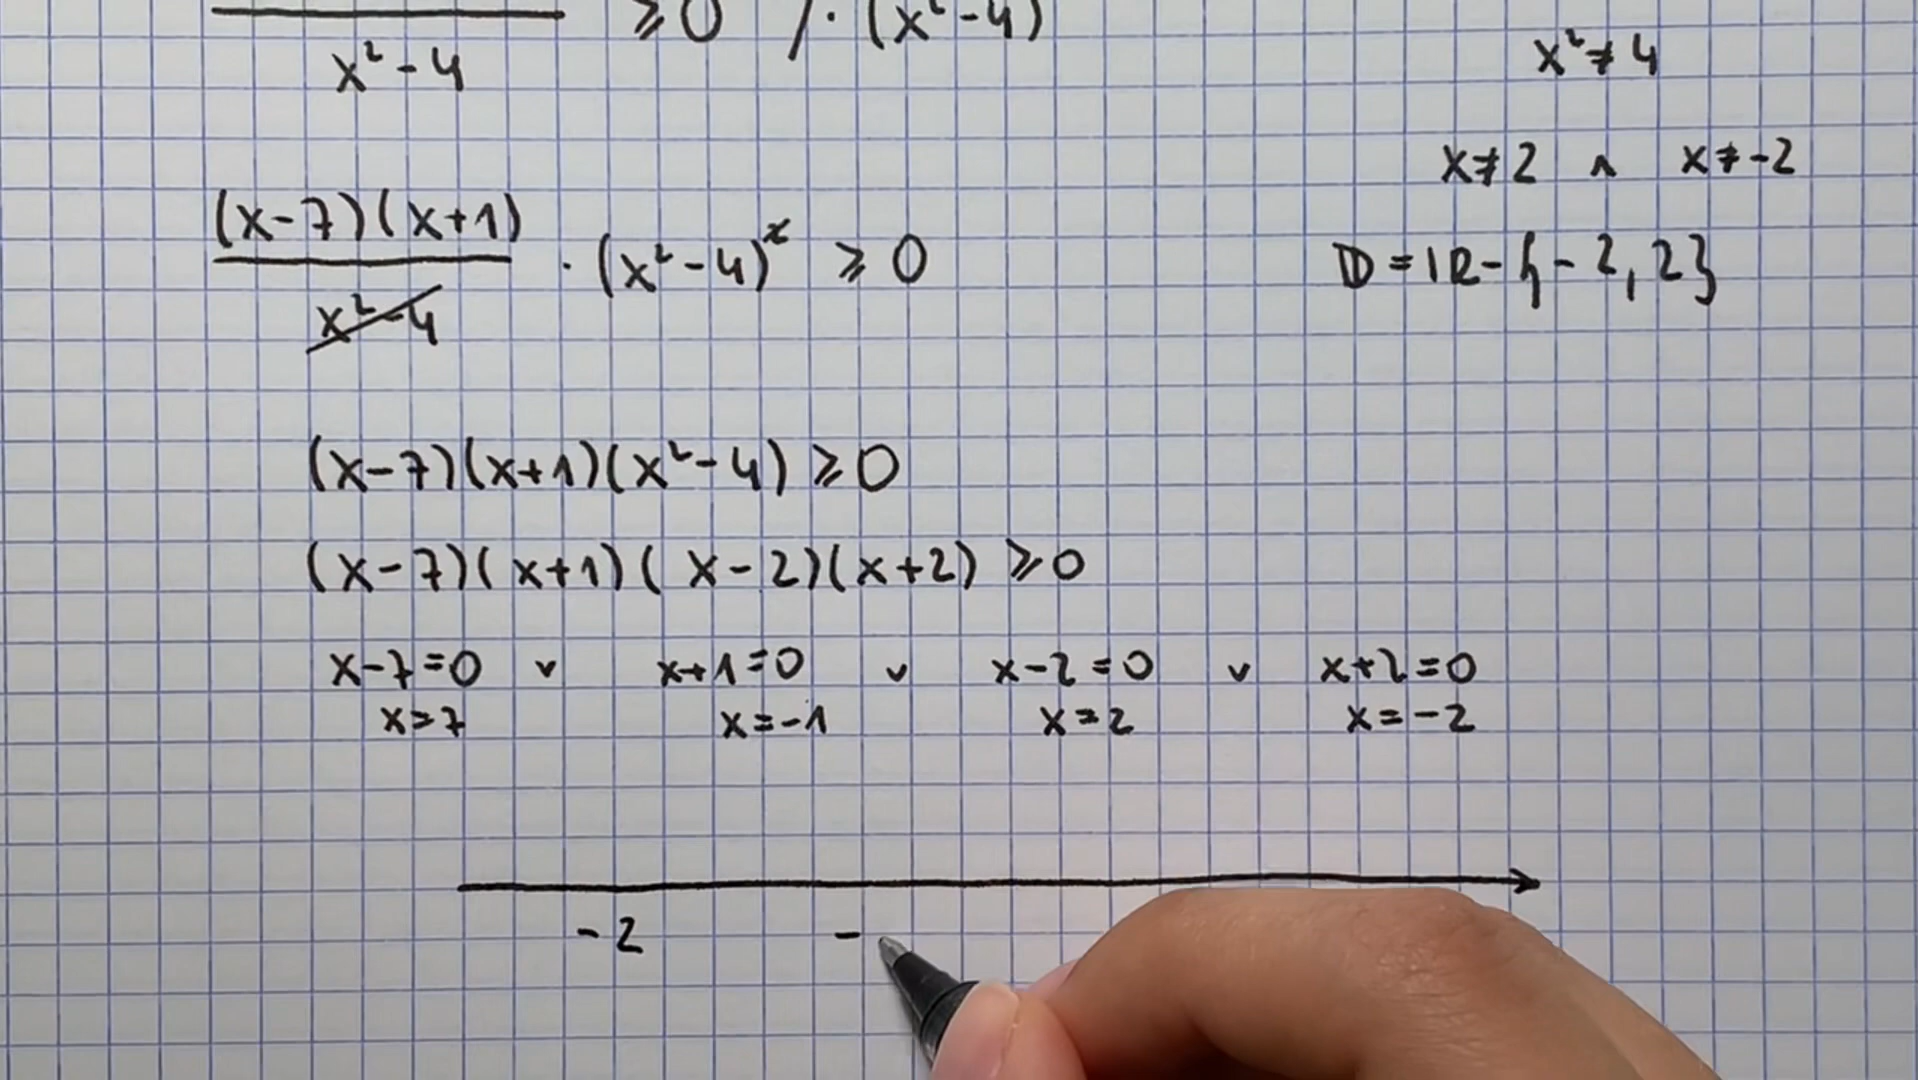 ≥0 /·(x²-4)
x²-4
x²≠4
x≠2 ∧ x≠-2
D=ℝ-{-2,2}
(x-7)(x+1)
x²-4 ·(x²-4)² ≥0
(x-7)(x+1)(x²-4)≥0
(x-7)(x+1)(x-2)(x+2)≥0
x-7=0 ∨ x+1=0 ∨ x-2=0 ∨ x+2=0
x=7 x=-1 x=2 x=-2
-2 -